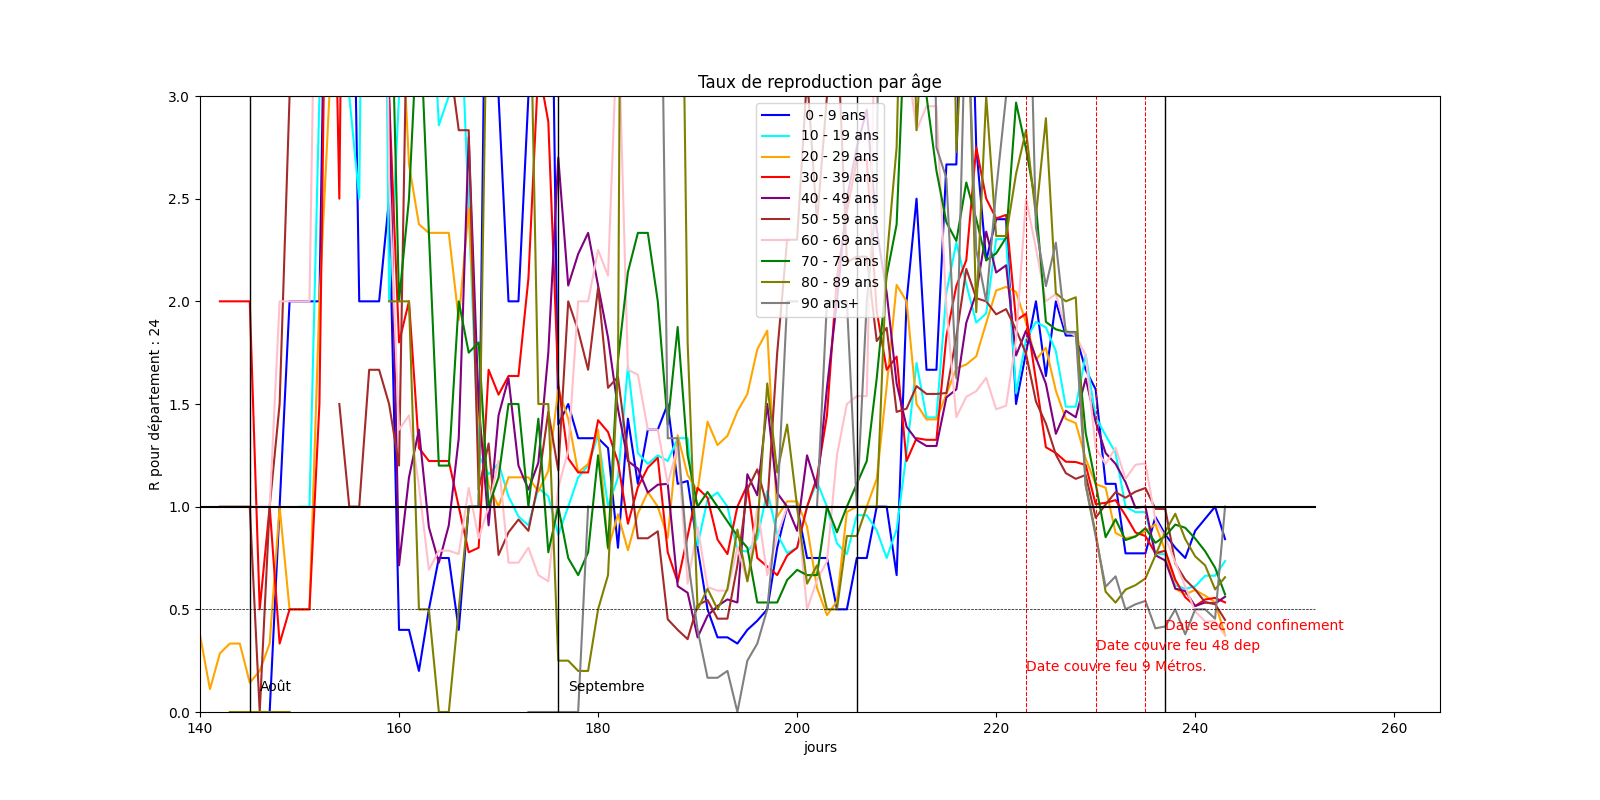 Taux de reproduction par âge
R pour département : 24
3.0
2.5
2.0
1.5
1.0
0.5
0.0
0 - 9 ans
10 - 19 ans
20 - 29 ans
30 - 39 ans
40 - 49 ans
50 - 59 ans
60 - 69 ans
70 - 79 ans
80 - 89 ans
90 ans+
Date second confinement
Date couvre feu 48 dep
Date couvre feu 9 Métros.
Août
Septembre
140
160
180
200
220
240
260
jours